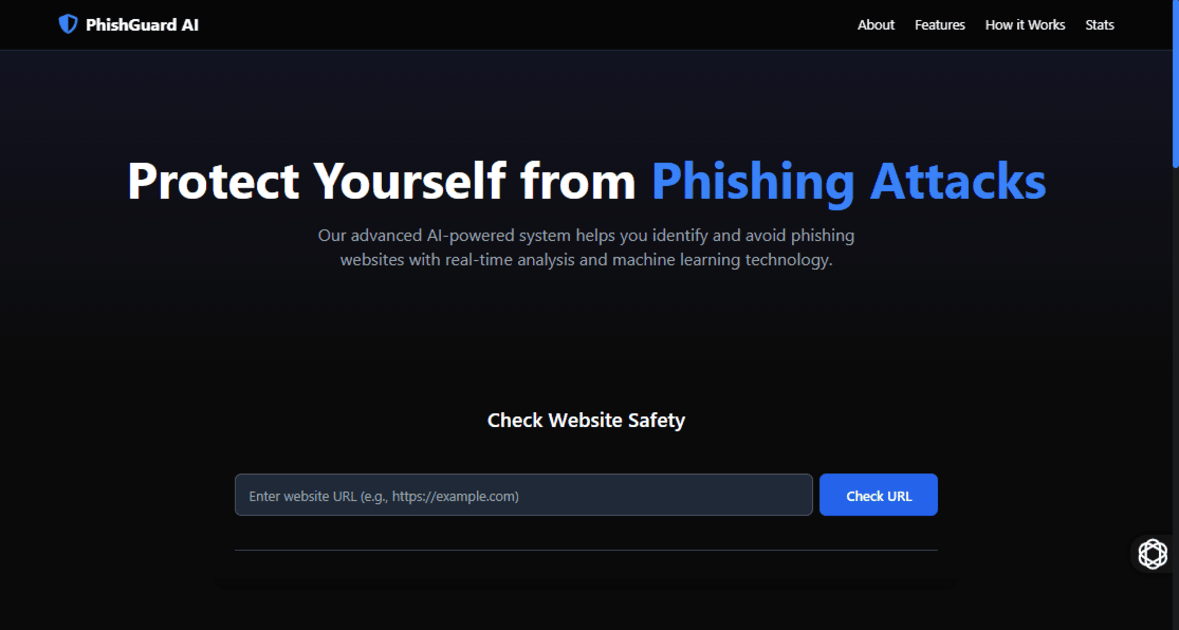 PhishGuard AI
About
Features
How it Works
Stats
Protect Yourself from Phishing Attacks
Our advanced AI-powered system helps you identify and avoid phishing
websites with real-time analysis and machine learning technology.
Check Website Safety
Enter website URL (e.g., https://example.com)
Check URL